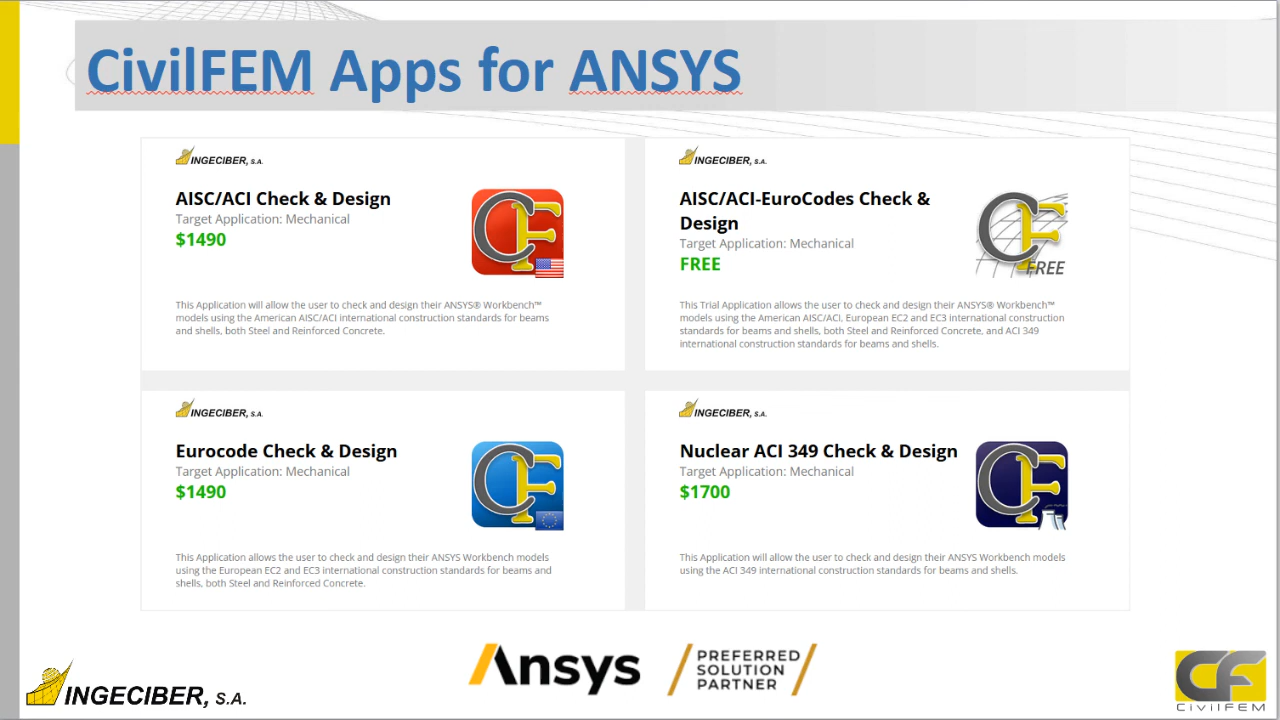 CivilFEM Apps for ANSYS
INGECIBER, S.A.
AISC/ACI Check & Design
Target Application: Mechanical
$1490
CF
This Application will allow the user to check and design their ANSYS® Workbench™
models using the American AISC/ACI international construction standards for beams
and shells, both Steel and Reinforced Concrete.
INGECIBER, S.A.
AISC/ACI-EuroCodes Check &
Design
Target Application: Mechanical
FREE
CF
FREE
This Trial Application allows the user to check and design their ANSYS® Workbench™
models using the American AISC/ACI, European EC2 and EC3 international construction
standards for beams and shells, both Steel and Reinforced Concrete, and ACI 349
international construction standards for beams and shells.
INGECIBER, S.A.
Eurocode Check & Design
Target Application: Mechanical
$1490
CF
This Application allows the user to check and design their ANSYS Workbench models
using the European EC2 and EC3 international construction standards for beams and
shells, both Steel and Reinforced Concrete.
INGECIBER, S.A.
Nuclear ACI 349 Check & Design
Target Application: Mechanical
$1700
CF
This Application will allow the user to check and design their ANSYS Workbench models
using the ACI 349 international construction standards for beams and shells.
INGECIBER, S.A.
Ansys
PREFERRED
SOLUTION
PARTNER
CF
CivilFEM